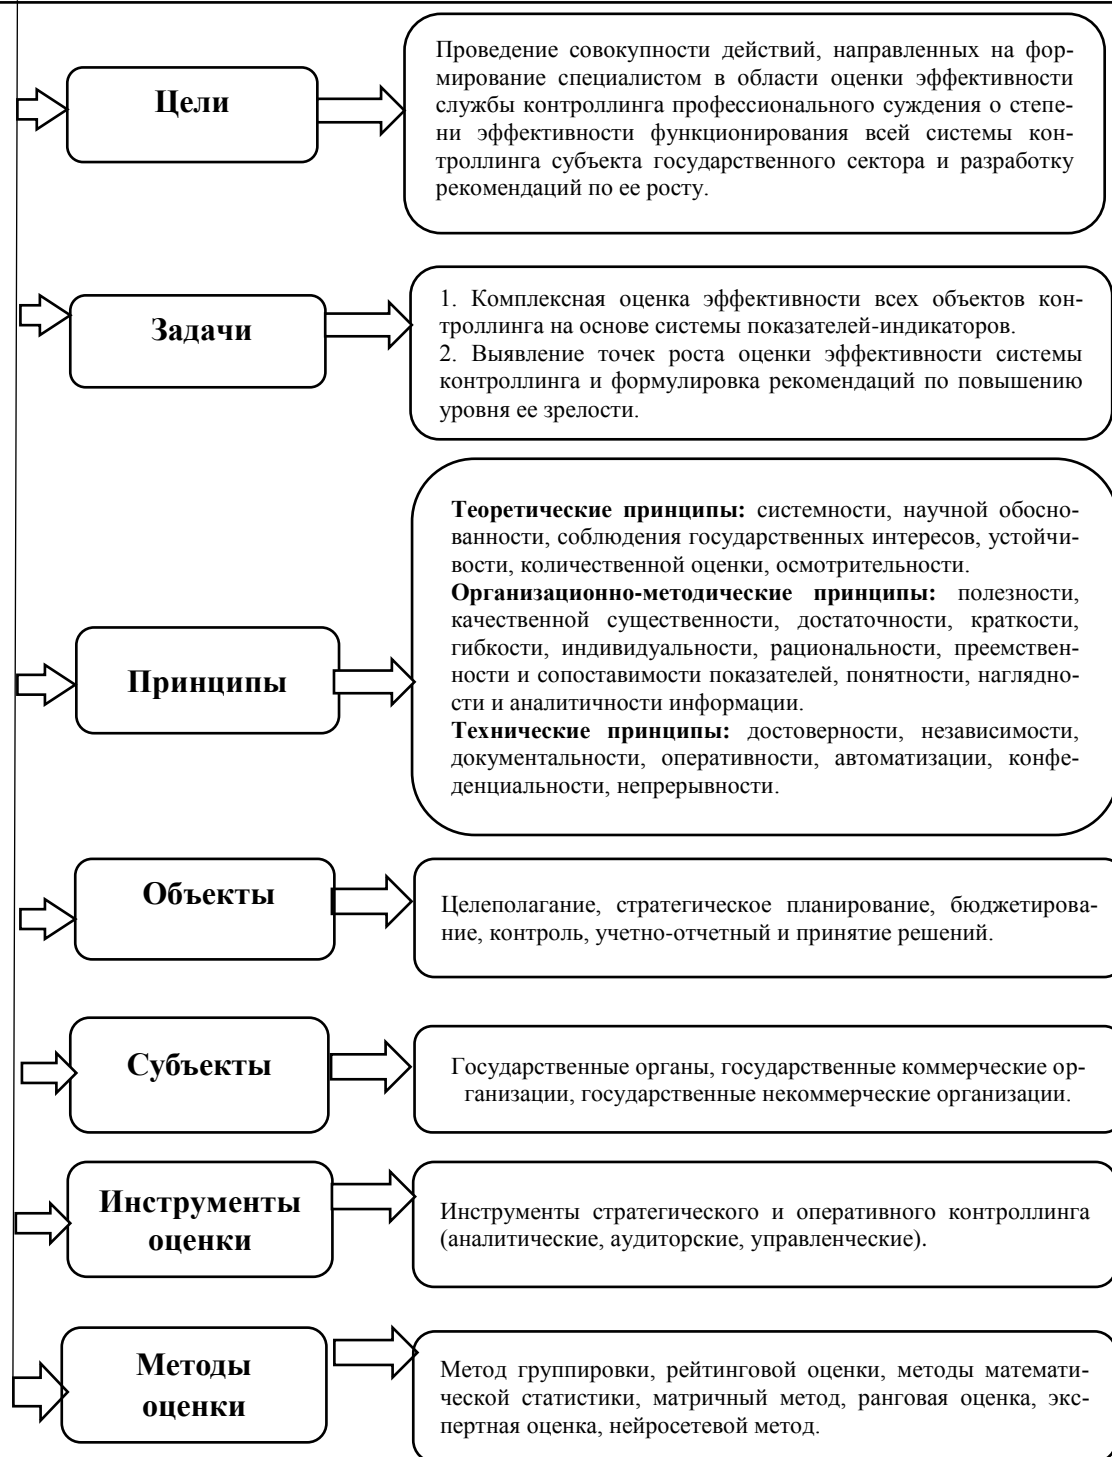 Цели
Проведение совокупности действий, направленных на фор-
мирование специалистом в области оценки эффективности
службы контроллинга профессионального суждения о степе-
ни эффективности функционирования всей системы кон-
троллинга субъекта государственного сектора и разработку
рекомендаций по ее росту.
Задачи
1. Комплексная оценка эффективности всех объектов кон-
троллинга на основе системы показателей-индикаторов.
2. Выявление точек роста оценки эффективности системы
контроллинга и формулировка рекомендаций по повышению
уровня ее зрелости.
Принципы
Теоретические принципы: системности, научной обосно-
ванности, соблюдения государственных интересов, устойчи-
вости, количественной оценки, осмотрительности.
Организационно-методические принципы: полезности,
качественной существенности, достаточности, краткости,
гибкости, индивидуальности, рациональности, преемствен-
ности и сопоставимости показателей, понятности, наглядно-
сти и аналитичности информации.
Технические принципы: достоверности, независимости,
документальности, оперативности, автоматизации, конфе-
денциальности, непрерывности.
Объекты
Целеполагание, стратегическое планирование, бюджетирова-
ние, контроль, учетно-отчетный и принятие решений.
Субъекты
Государственные органы, государственные коммерческие ор-
ганизации, государственные некоммерческие организации.
Инструменты
оценки
Инструменты стратегического и оперативного контроллинга
(аналитические, аудиторские, управленческие).
Методы
оценки
Метод группировки, рейтинговой оценки, методы математи-
ческой статистики, матричный метод, ранговая оценка, экс-
пертная оценка, нейросетевой метод.